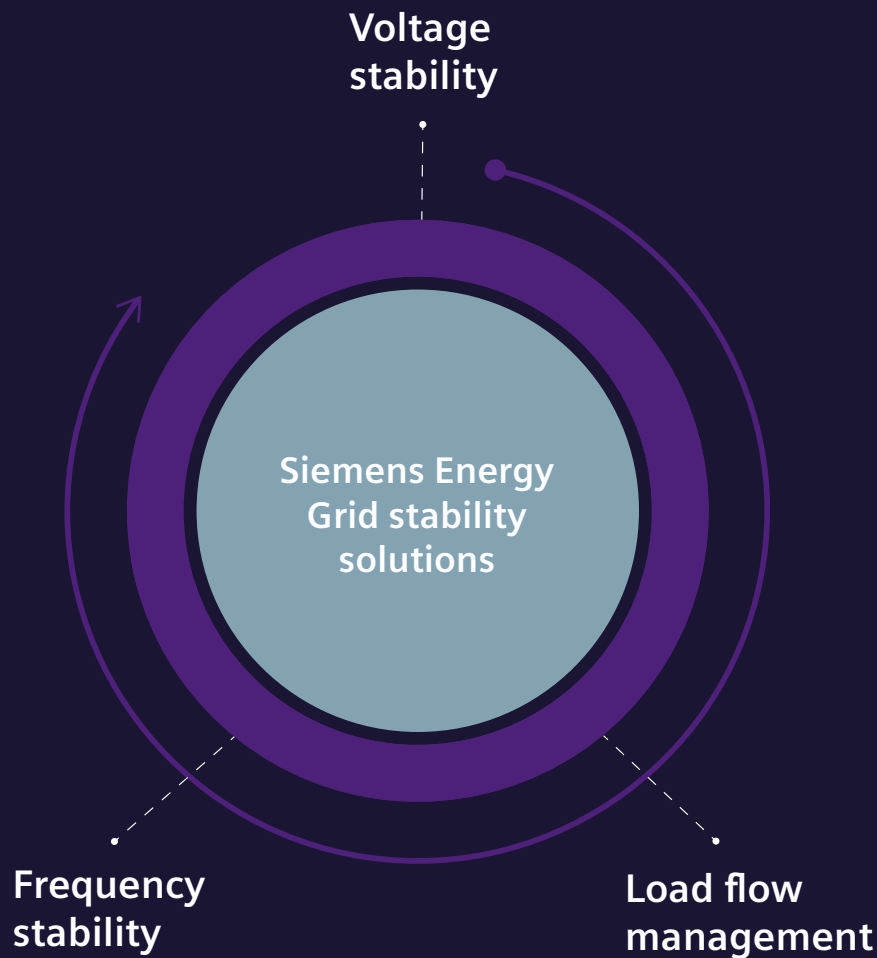 Voltage
stability
Siemens Energy
Grid stability
solutions
Frequency
stability
Load flow
management